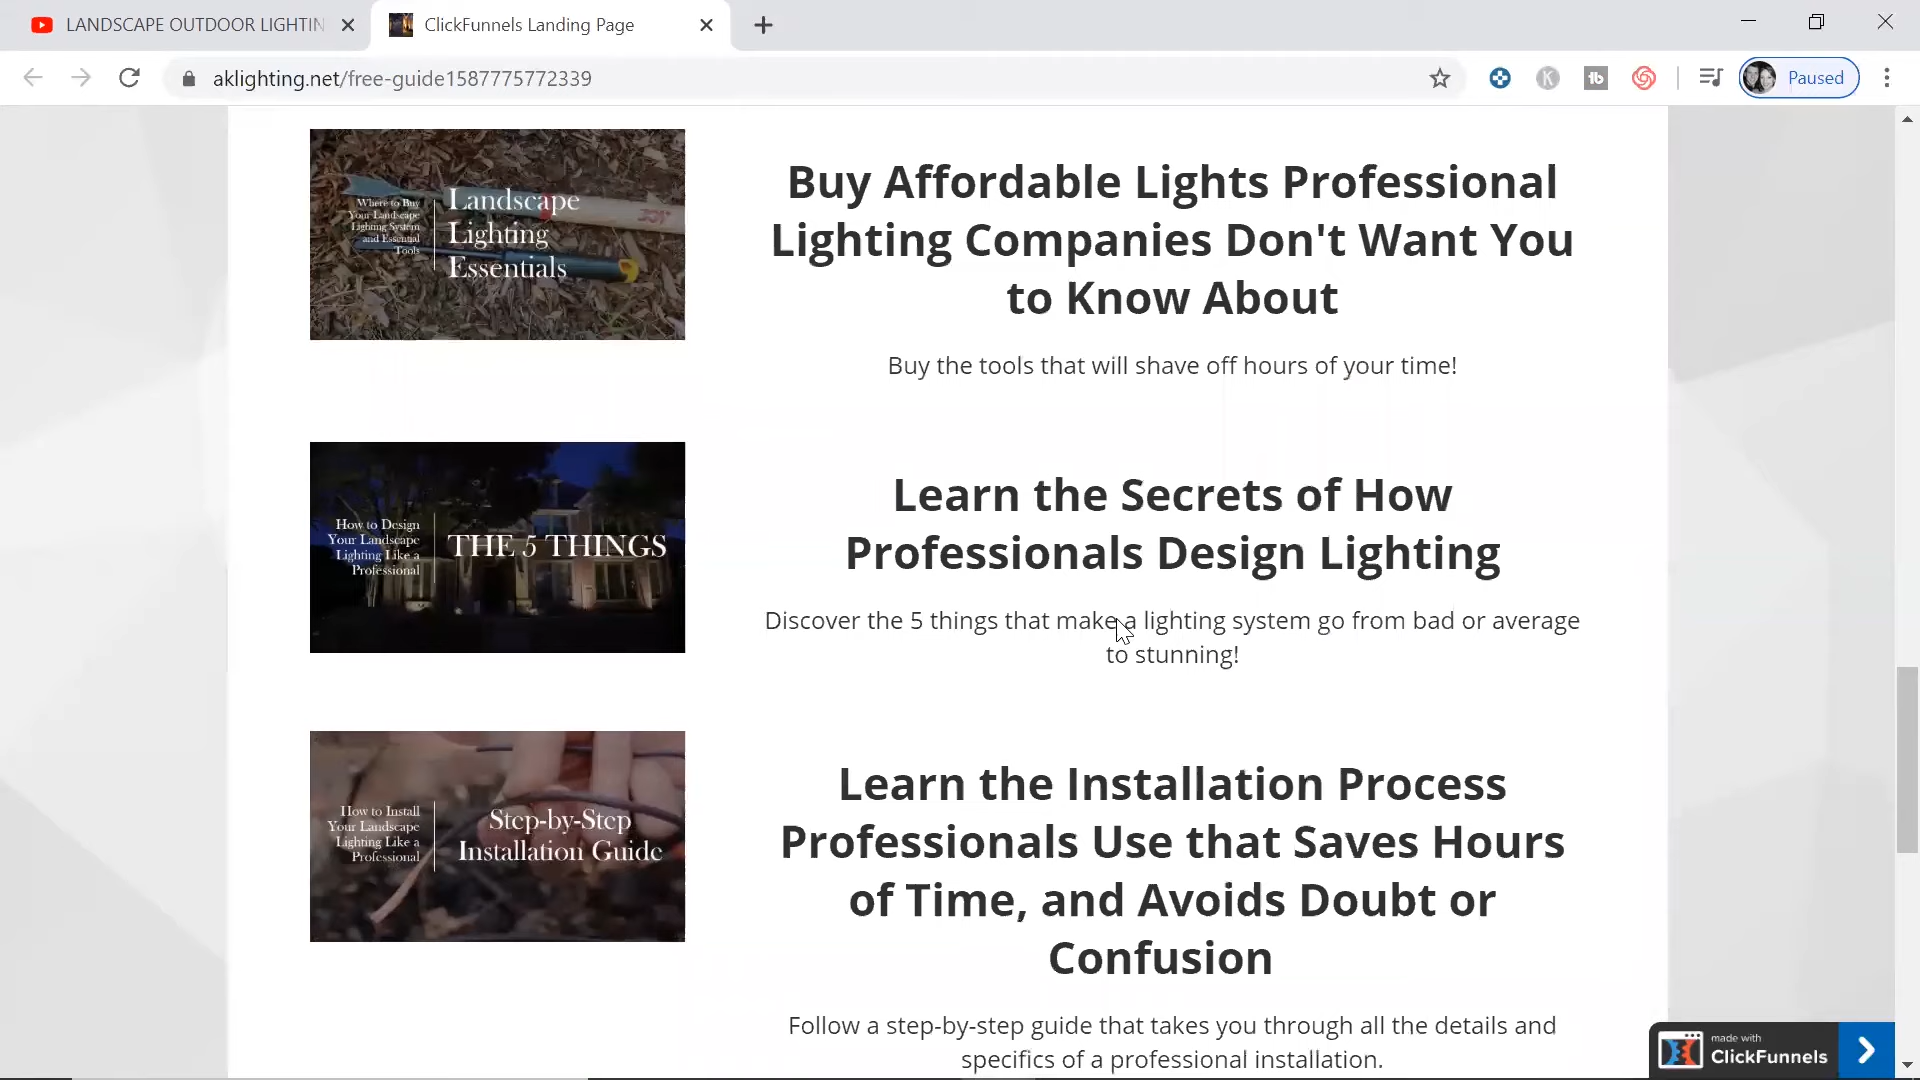 LANDSCAPE OUTDOOR LIGHTIN
ClickFunnels Landing Page
aklighting.net/free-guide1587775772339
K
tb
Paused
Where to Buy
Your Landscape
Lighting System
and Essential
Tools
Landscape
Lighting
Essentials
Buy Affordable Lights Professional
Lighting Companies Don't Want You
to Know About
Buy the tools that will shave off hours of your time!
How to Design
Your Landscape
Lighting Like a
Professional
THE 5 THINGS
Learn the Secrets of How
Professionals Design Lighting
Discover the 5 things that make a lighting system go from bad or average
to stunning!
How to Install
Your Landscape
Lighting Like a
Professional
Step-by-Step
Installation Guide
Learn the Installation Process
Professionals Use that Saves Hours
of Time, and Avoids Doubt or
Confusion
Follow a step-by-step guide that takes you through all the details and
specifics of a professional installation.
made with
ClickFunnels